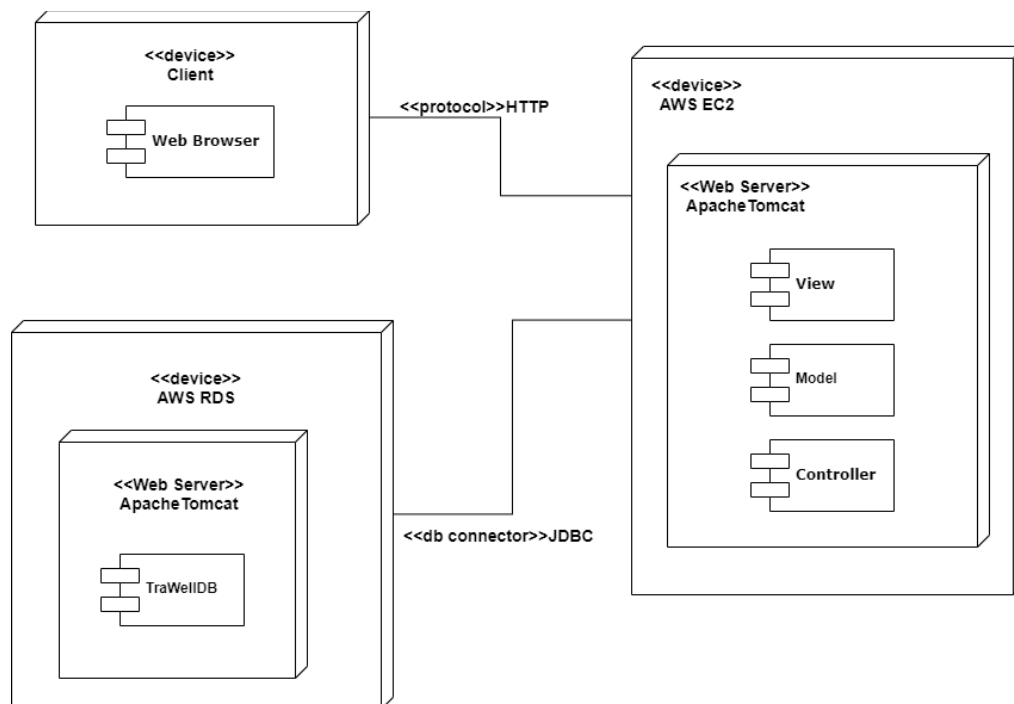 <<device>>
Client
Web Browser
<<protocol>>HTTP
<<device>>
AWS EC2
<<Web Server>>
ApacheTomcat
View
Model
Controller
<<device>>
AWS RDS
<<Web Server>>
ApacheTomcat
TraWellDB
<<db connector>>JDBC